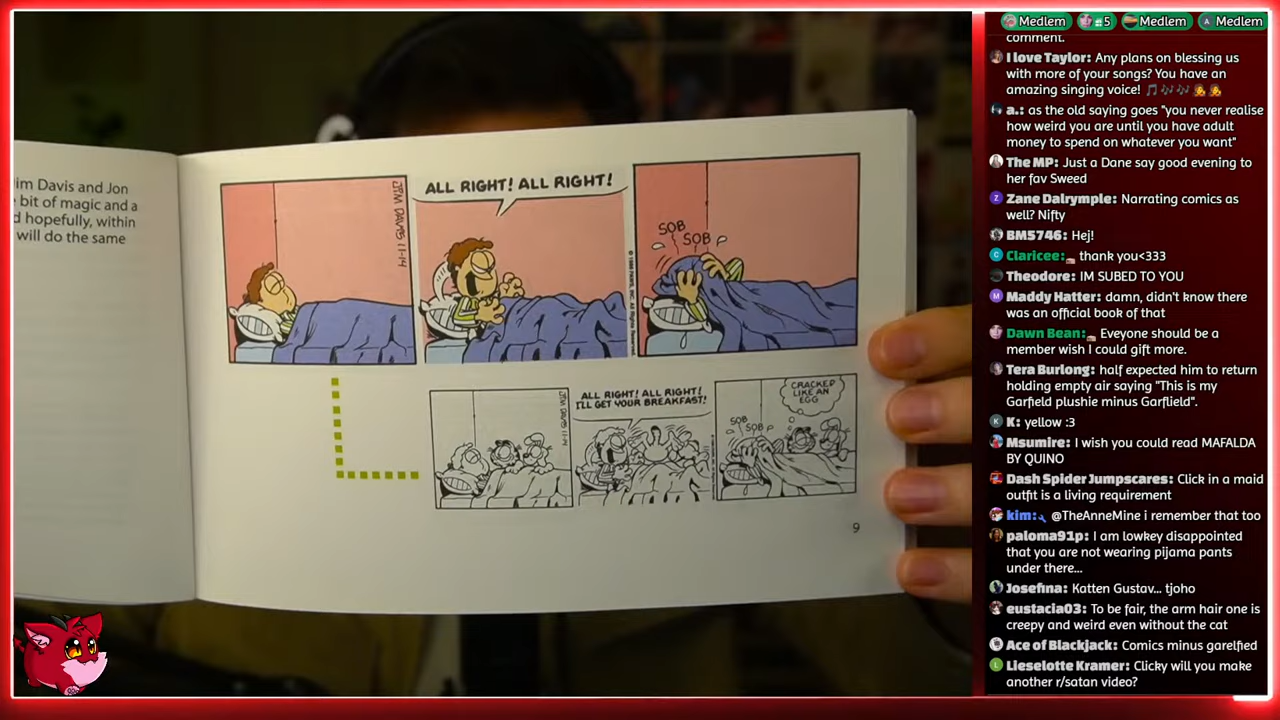 im Davis and Jon
bit of magic and a
d hopefully, within
will do the same
JIM DAVIS 11-14
ALL RIGHT! ALL RIGHT!
SOB
SOB
JIM DAVIS 11-14
ALL RIGHT! ALL RIGHT!
I'LL GET YOUR BREAKFAST!
SOB
SOB
CRACKED
LIKE AN
EGG
9
Medlem
#5
Medlem
A Medlem
comment.
I love Taylor: Any plans on blessing us
with more of your songs? You have an
amazing singing voice! 🎵🎶🎶
a.: as the old saying goes "you never realise
how weird you are until you have adult
money to spend on whatever you want"
The MP: Just a Dane say good evening to
her fav Sweed
Z Zane Dalrymple: Narrating comics as
well? Nifty
BM5746: Hej!
C Claricee: thank you<333
Theodore: IM SUBED TO YOU
M Maddy Hatter: damn, didn't know there
was an official book of that
Dawn Bean: Eveyone should be a
member wish I could gift more.
Tera Burlong: half expected him to return
holding empty air saying "This is my
Garfield plushie minus Garflield".
K K: yellow :3
Msumire: I wish you could read MAFALDA
BY QUINO
Dash Spider Jumpscares: Click in a maid
outfit is a living requirement
kim: @TheAnneMine i remember that too
paloma91p: I am lowkey disappointed
that you are not wearing pijama pants
under there...
Josefina: Katten Gustav... tjoho
eustacia03: To be fair, the arm hair one is
creepy and weird even without the cat
Ace of Blackjack: Comics minus garelfied
L Lieselotte Kramer: Clicky will you make
another r/satan video?